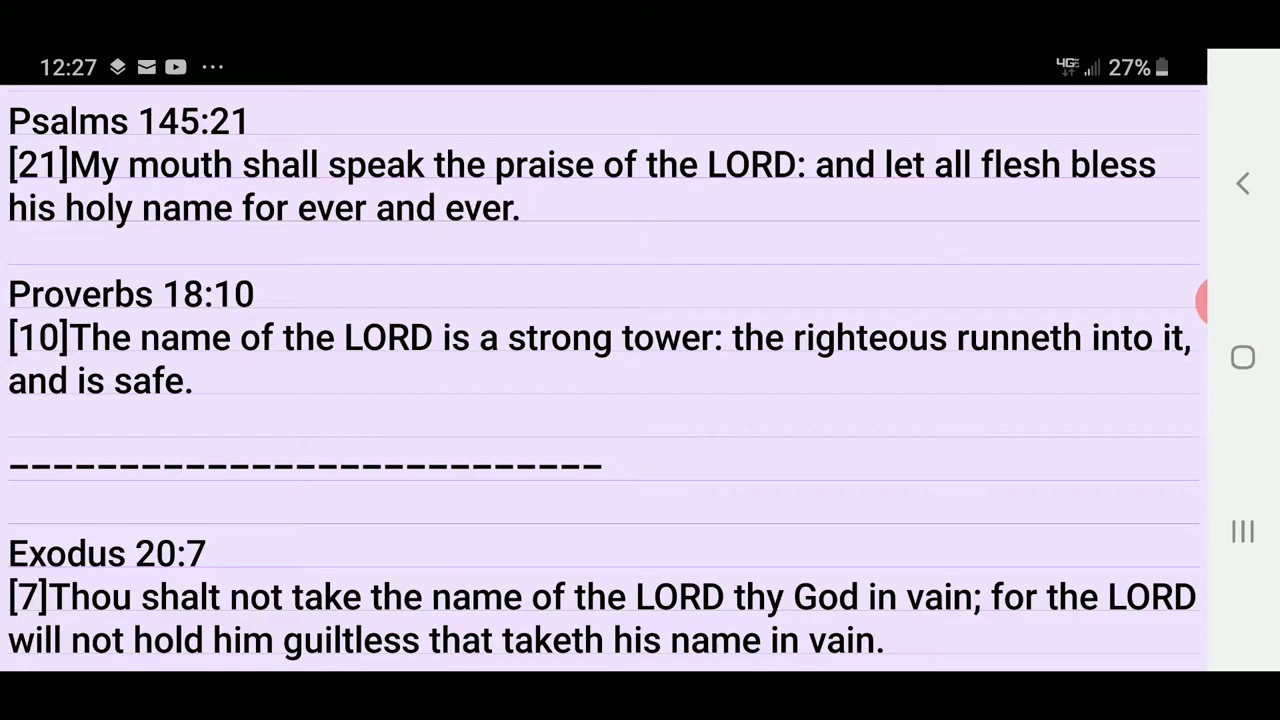 12:27 ... 4GE 27%
Psalms 145:21
[21]My mouth shall speak the praise of the LORD: and let all flesh bless
his holy name for ever and ever.
Proverbs 18:10
[10]The name of the LORD is a strong tower: the righteous runneth into it,
and is safe.
___________________________
Exodus 20:7
[7]Thou shalt not take the name of the LORD thy God in vain; for the LORD
will not hold him guiltless that taketh his name in vain.